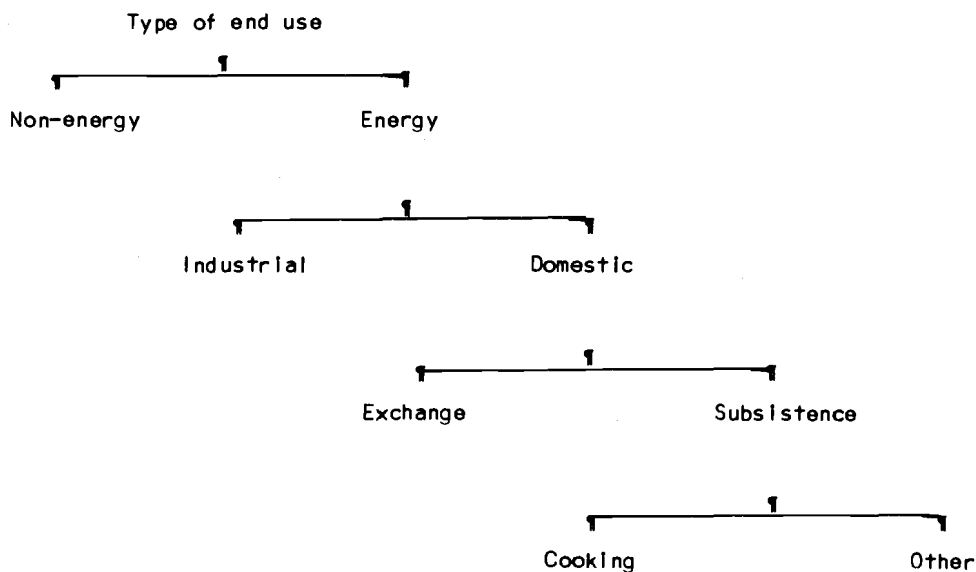 Type of end use
Non-energy Energy
Industrial Domestic
Exchange Subsistence
Cooking Other